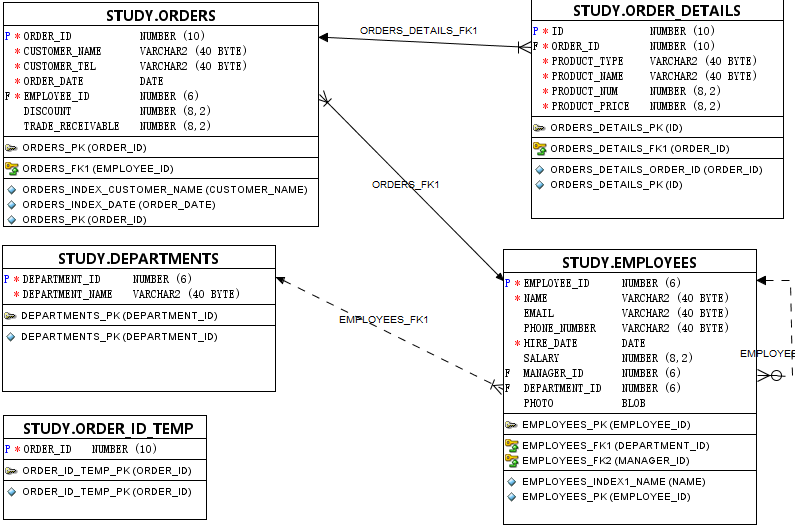 STUDY.ORDERS
P * ORDER_ID NUMBER (10)
* CUSTOMER_NAME VARCHAR2 (40 BYTE)
* CUSTOMER_TEL VARCHAR2 (40 BYTE)
* ORDER_DATE DATE
F * EMPLOYEE_ID NUMBER (6)
DISCOUNT NUMBER (8,2)
TRADE_RECEIVABLE NUMBER (8,2)
ORDERS_PK (ORDER_ID)
ORDERS_FK1 (EMPLOYEE_ID)
ORDERS_INDEX_CUSTOMER_NAME (CUSTOMER_NAME)
ORDERS_INDEX_DATE (ORDER_DATE)
ORDERS_PK (ORDER_ID)
ORDERS_DETAILS_FK1
STUDY.ORDER_DETAILS
P * ID NUMBER (10)
F * ORDER_ID NUMBER (10)
* PRODUCT_TYPE VARCHAR2 (40 BYTE)
* PRODUCT_NAME VARCHAR2 (40 BYTE)
* PRODUCT_NUM NUMBER (8,2)
* PRODUCT_PRICE NUMBER (8,2)
ORDERS_DETAILS_PK (ID)
ORDERS_DETAILS_FK1 (ORDER_ID)
ORDERS_DETAILS_ORDER_ID (ORDER_ID)
ORDERS_DETAILS_PK (ID)
ORDERS_FK1
STUDY.DEPARTMENTS
P * DEPARTMENT_ID NUMBER (6)
* DEPARTMENT_NAME VARCHAR2 (40 BYTE)
DEPARTMENTS_PK (DEPARTMENT_ID)
DEPARTMENTS_PK (DEPARTMENT_ID)
EMPLOYEES_FK1
STUDY.EMPLOYEES
P * EMPLOYEE_ID NUMBER (6)
* NAME VARCHAR2 (40 BYTE)
EMAIL VARCHAR2 (40 BYTE)
PHONE_NUMBER VARCHAR2 (40 BYTE)
* HIRE_DATE DATE
SALARY NUMBER (8,2)
F MANAGER_ID NUMBER (6)
F DEPARTMENT_ID NUMBER (6)
PHOTO BLOB
EMPLOYEES_PK (EMPLOYEE_ID)
EMPLOYEES_FK1 (DEPARTMENT_ID)
EMPLOYEES_FK2 (MANAGER_ID)
EMPLOYEES_INDEX1_NAME (NAME)
EMPLOYEES_PK (EMPLOYEE_ID)
STUDY.ORDER_ID_TEMP
P * ORDER_ID NUMBER (10)
ORDER_ID_TEMP_PK (ORDER_ID)
ORDER_ID_TEMP_PK (ORDER_ID)